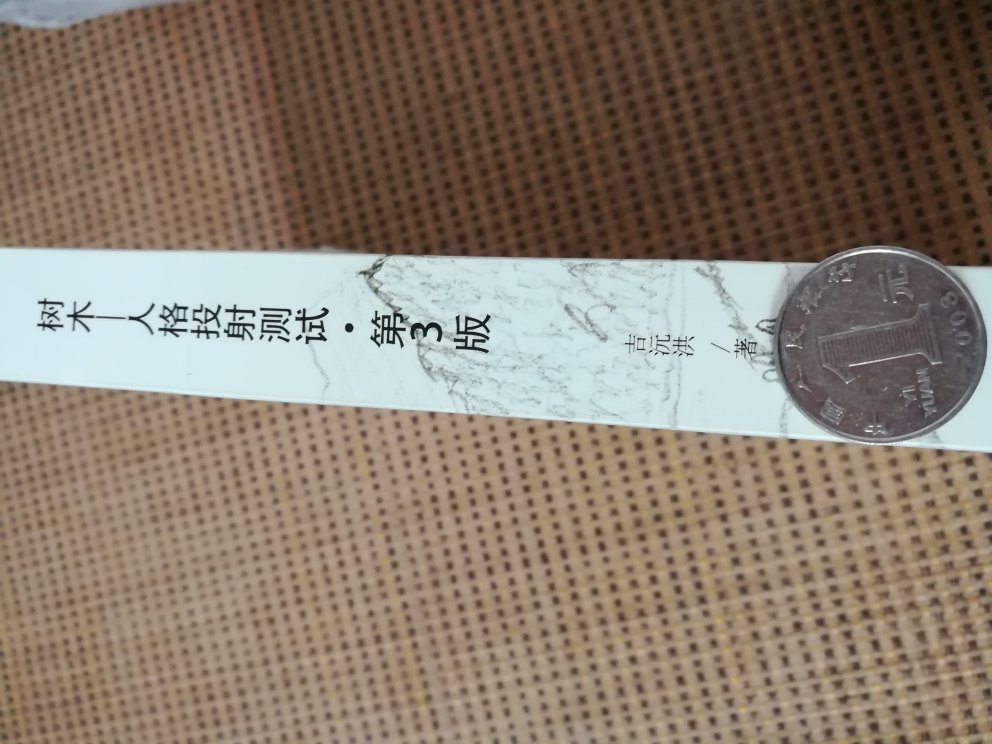 树木—人格投射测试·第3版
吉沅洪 / 著
中国人民银行
1元
YI
YUAN
2008